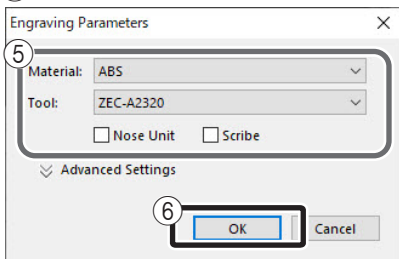 Engraving Parameters
⑤
Material: ABS
Tool: ZEC-A2320
Nose Unit Scribe
Advanced Settings
⑥
OK Cancel